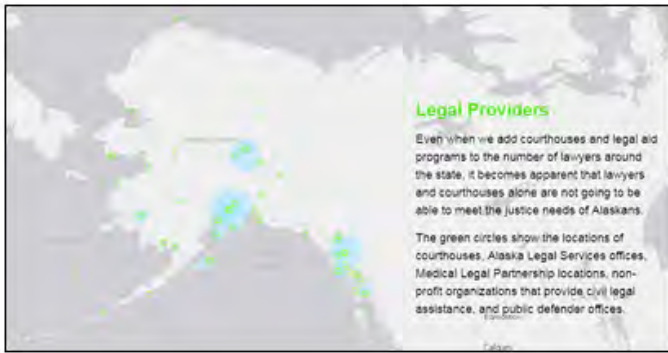 Legal Providers
Even when we add courthouses and legal aid
programs to the number of lawyers around
the state, it becomes apparent that lawyers
and courthouses alone are not going to be
able to meet the justice needs of Alaskans.
The green circles show the locations of
courthouses, Alaska Legal Services offices,
Medical Legal Partnership locations, non-
profit organizations that provide civil legal
assistance, and public defender offices.